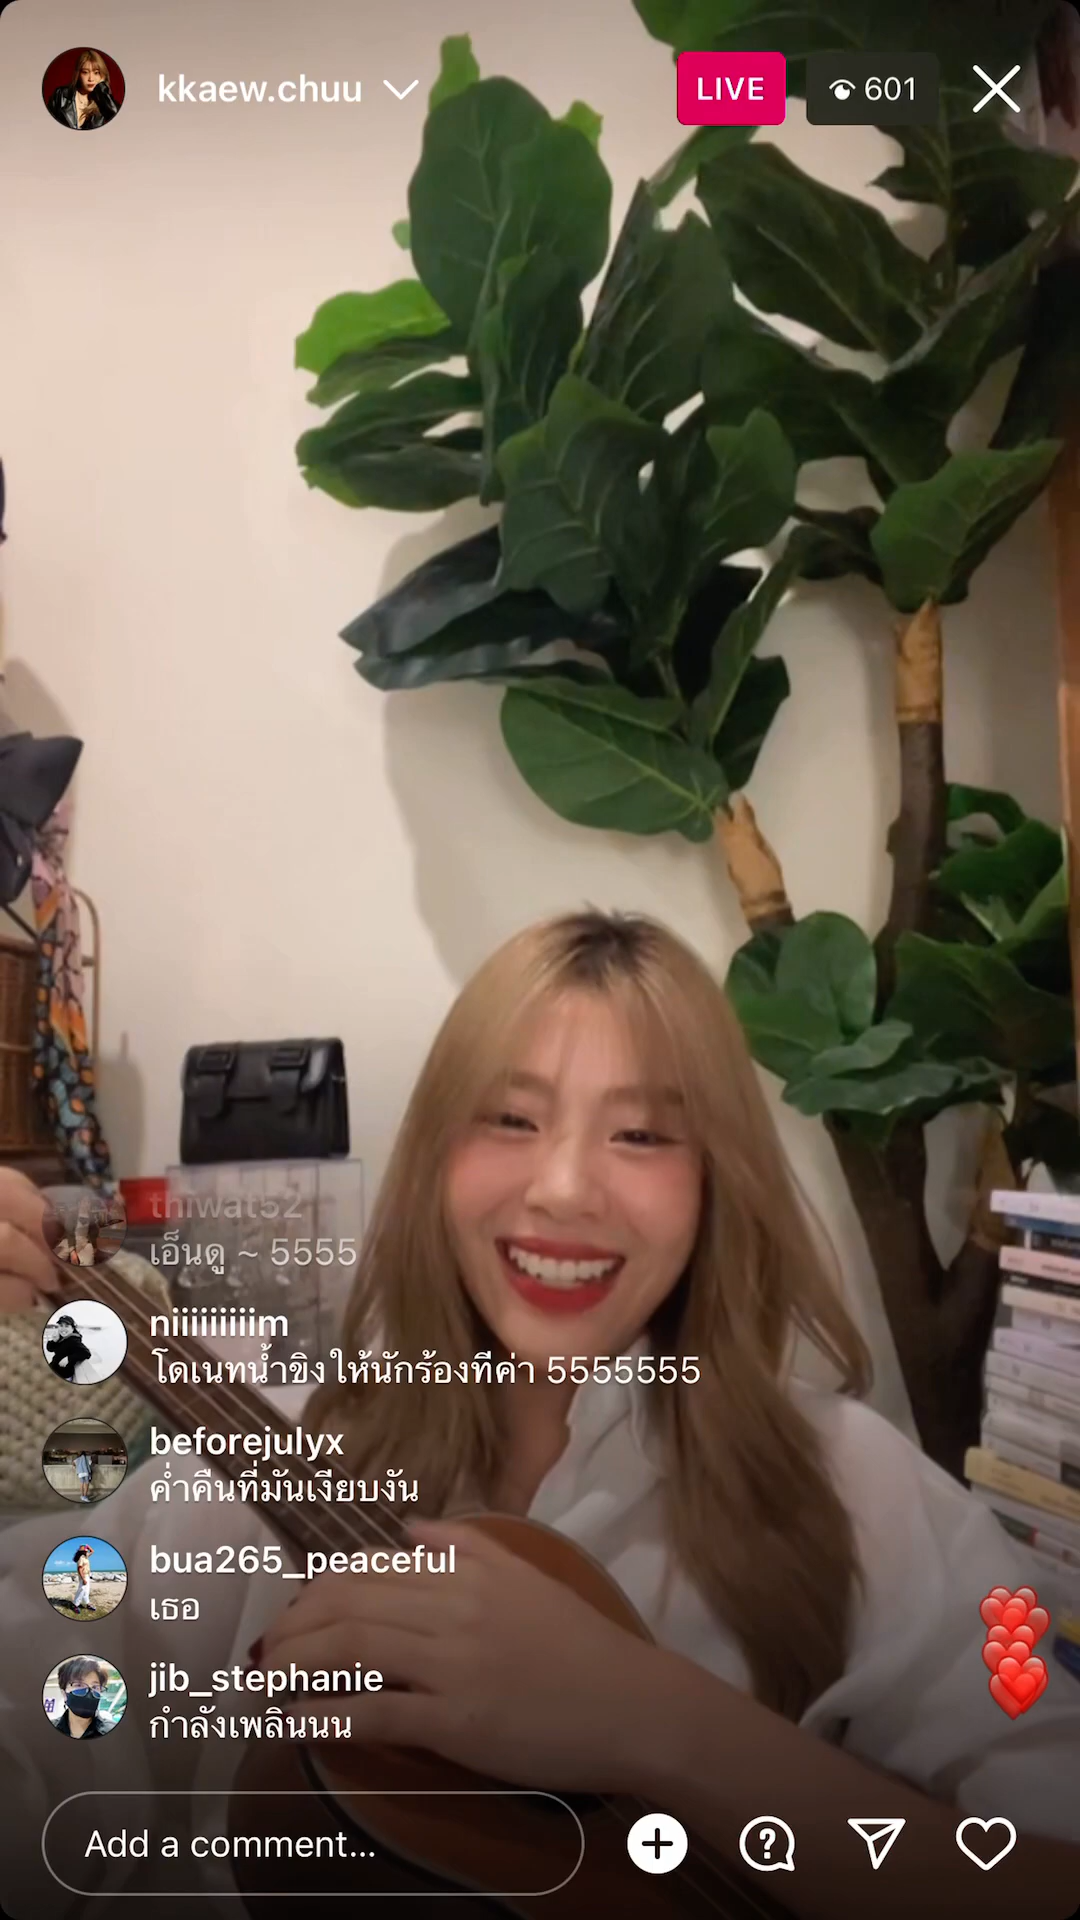 kkaew.chuu
LIVE
601
thiwat52
เอ็นดู ~ 5555
niiiiiiiiim
โดเนทน้ำขิงให้นักร้องทีค่า 5555555
beforejulyx
ค่ำคืนที่มันเงียบงัน
bua265_peaceful
เธอ
jib_stephanie
กำลังเพลินนน
Add a comment...